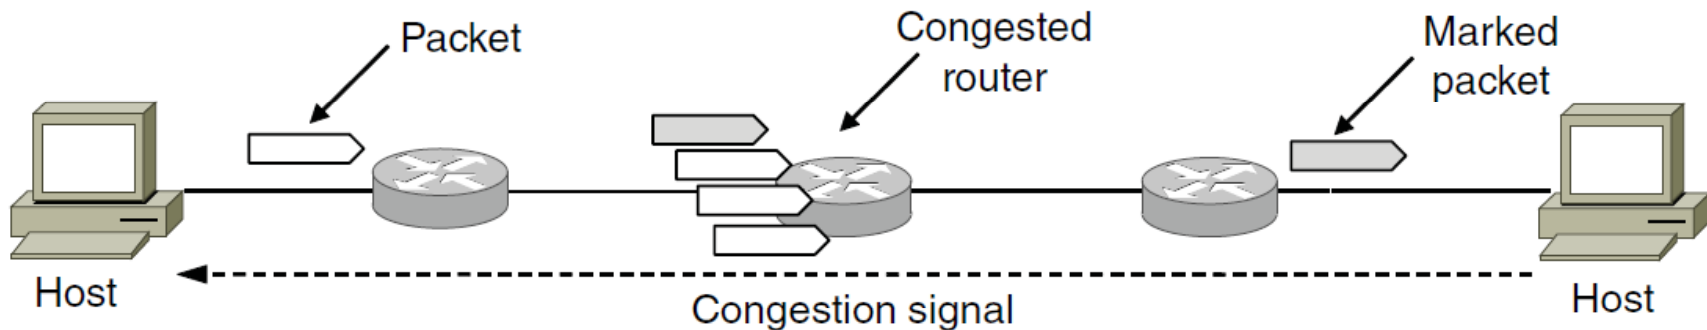 Packet
Congested
router
Marked
packet
Host
Congestion signal
Host